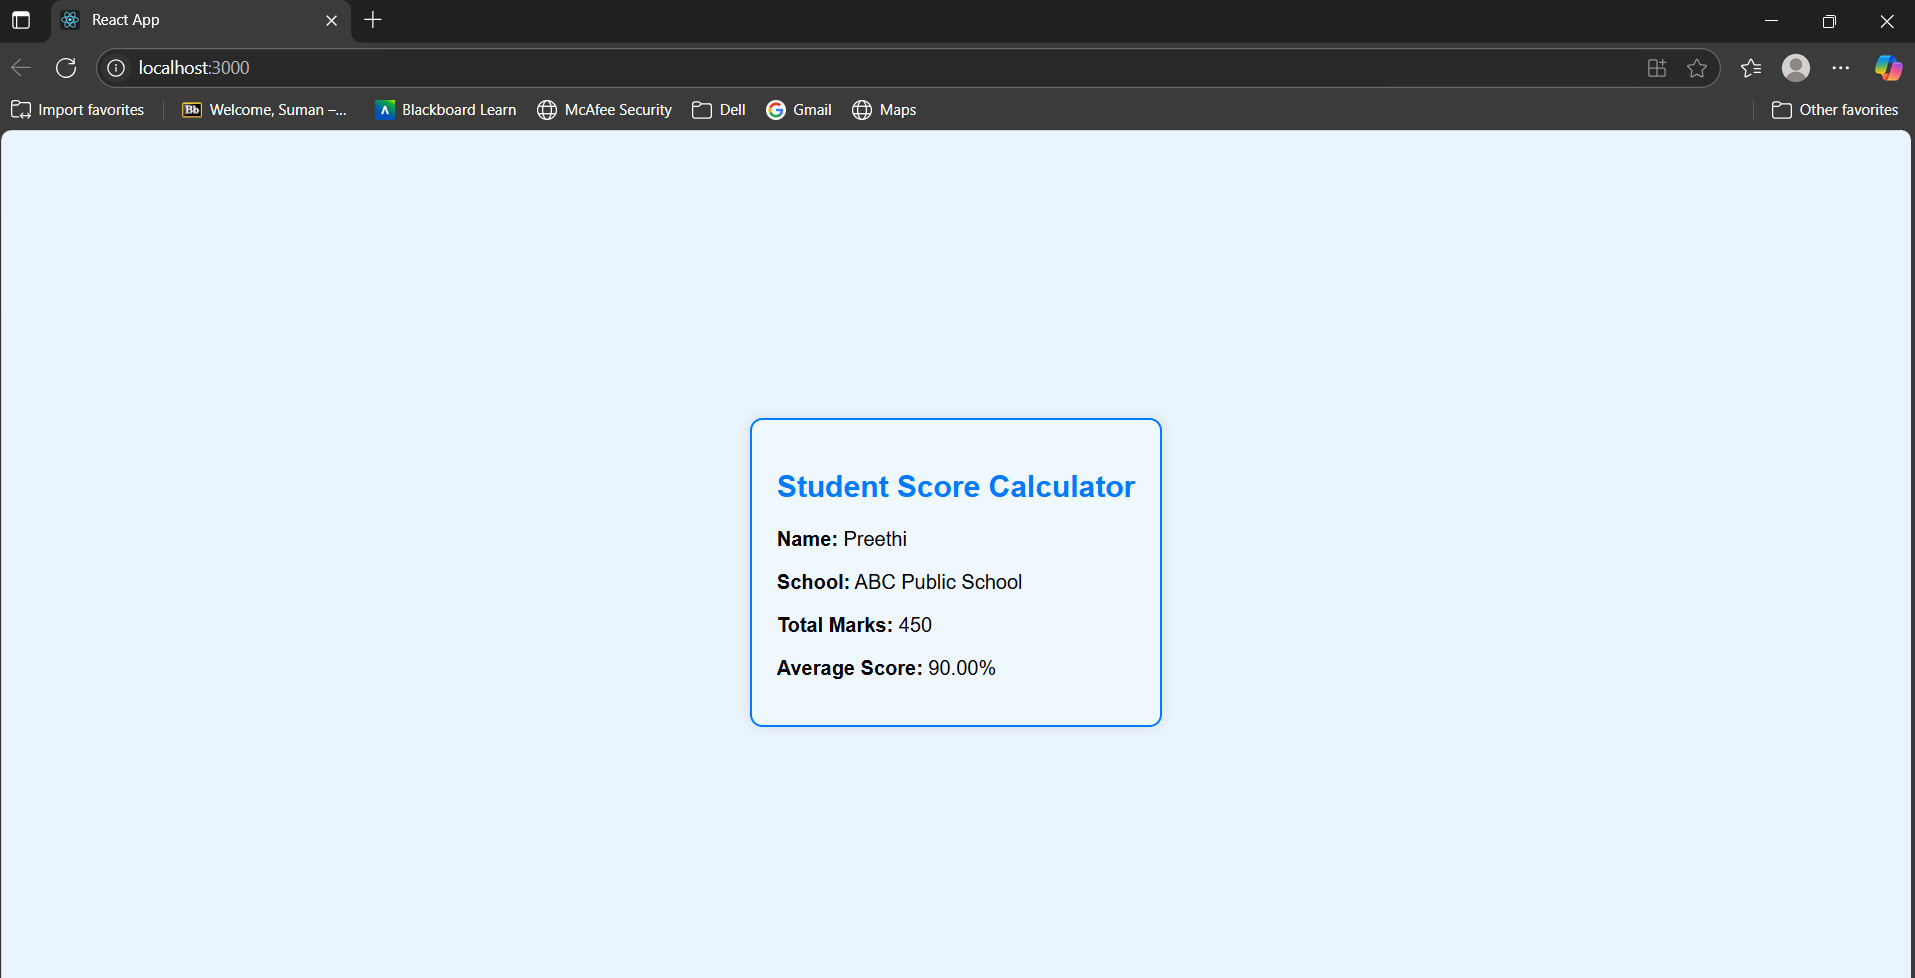 React App
localhost:3000
Import favorites
Bb Welcome, Suman –...
Blackboard Learn
McAfee Security
Dell
Gmail
Maps
Other favorites
Student Score Calculator
Name: Preethi
School: ABC Public School
Total Marks: 450
Average Score: 90.00%